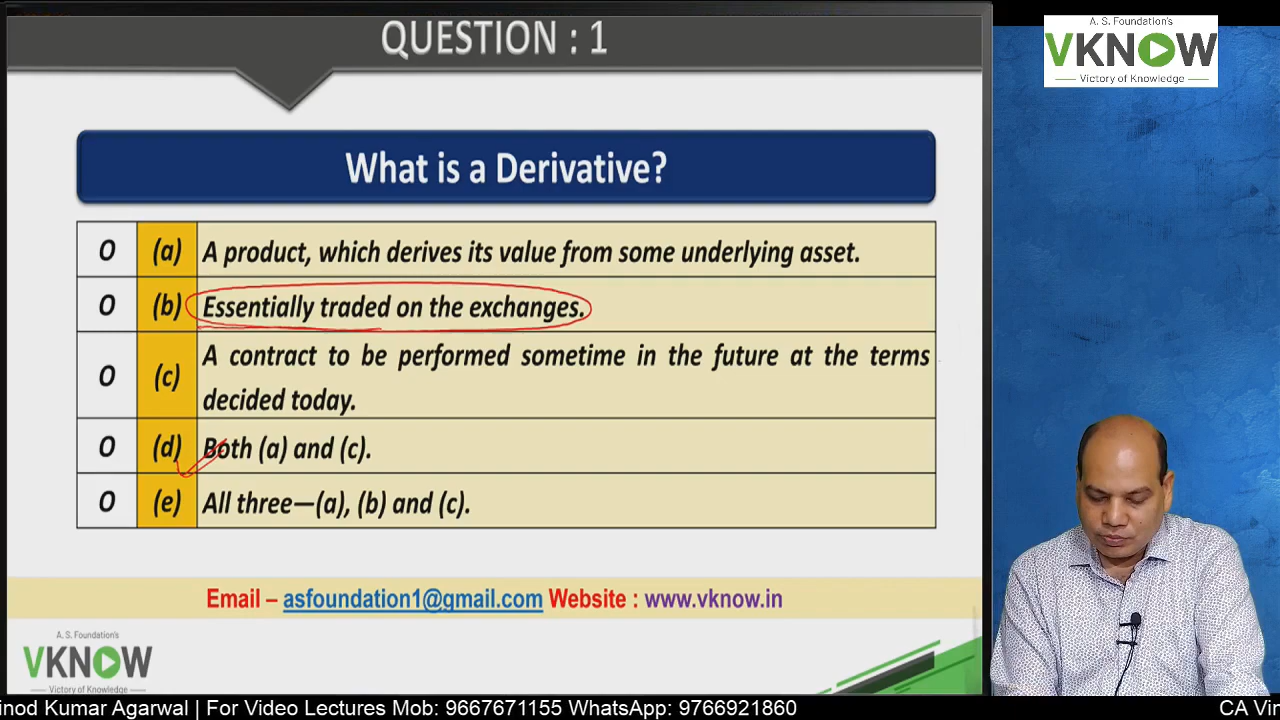 QUESTION : 1
A. S. Foundation's
VKNOW
Victory of Knowledge
What is a Derivative?
O (a) A product, which derives its value from some underlying asset.
O (b) Essentially traded on the exchanges.
O (c) A contract to be performed sometime in the future at the terms
decided today.
O (d) Both (a) and (c).
O (e) All three—(a), (b) and (c).
Email – asfoundation1@gmail.com Website : www.vknow.in
A. S. Foundation's
VKNOW
Victory of Knowledge
inod Kumar Agarwal | For Video Lectures Mob: 9667671155 WhatsApp: 9766921860 CA Vin